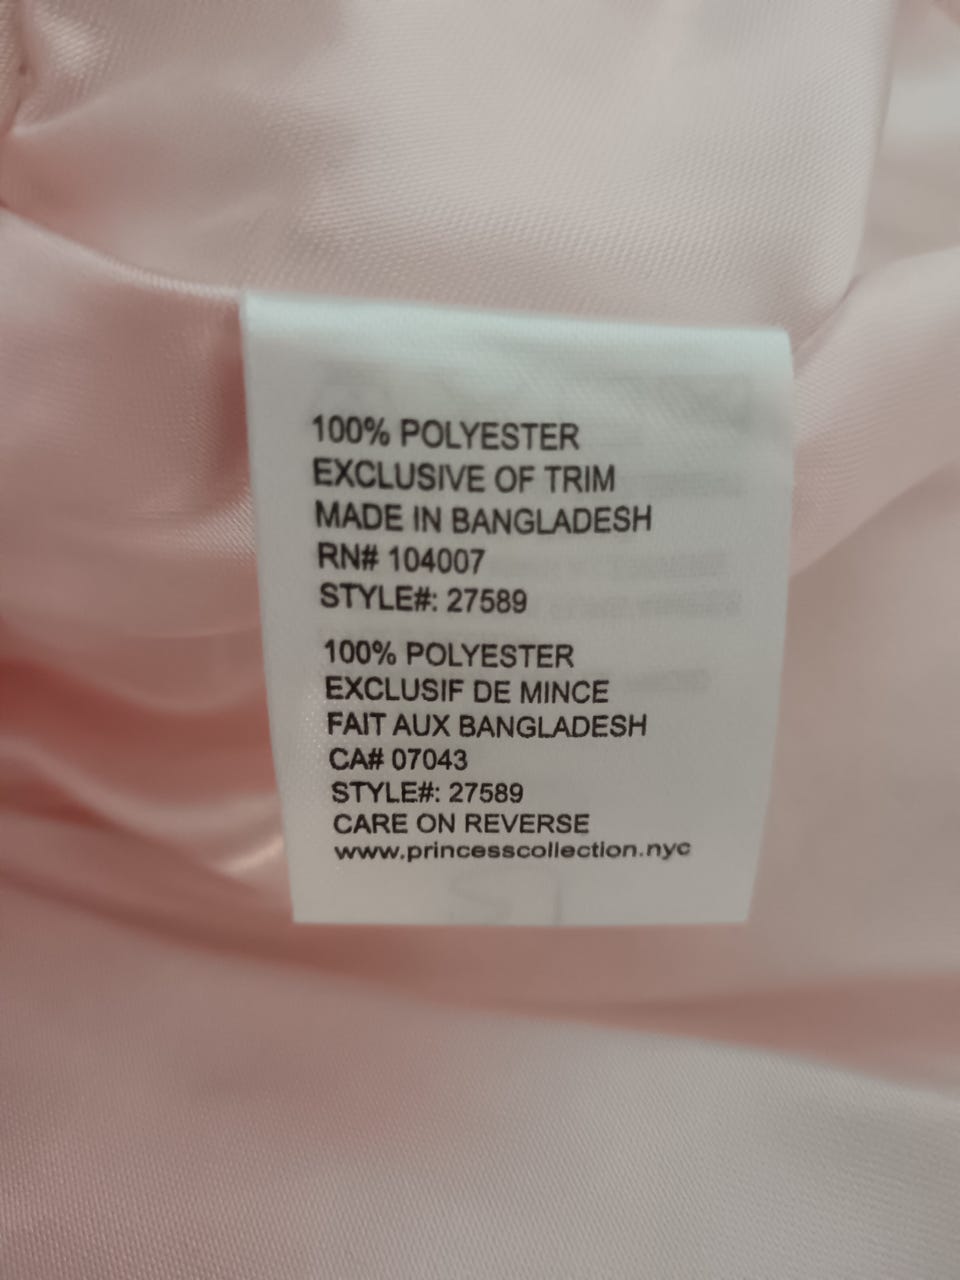 100% POLYESTER
EXCLUSIVE OF TRIM
MADE IN BANGLADESH
RN# 104007
STYLE#: 27589
100% POLYESTER
EXCLUSIF DE MINCE
FAIT AUX BANGLADESH
CA# 07043
STYLE#: 27589
CARE ON REVERSE
www.princesscollection.nyc